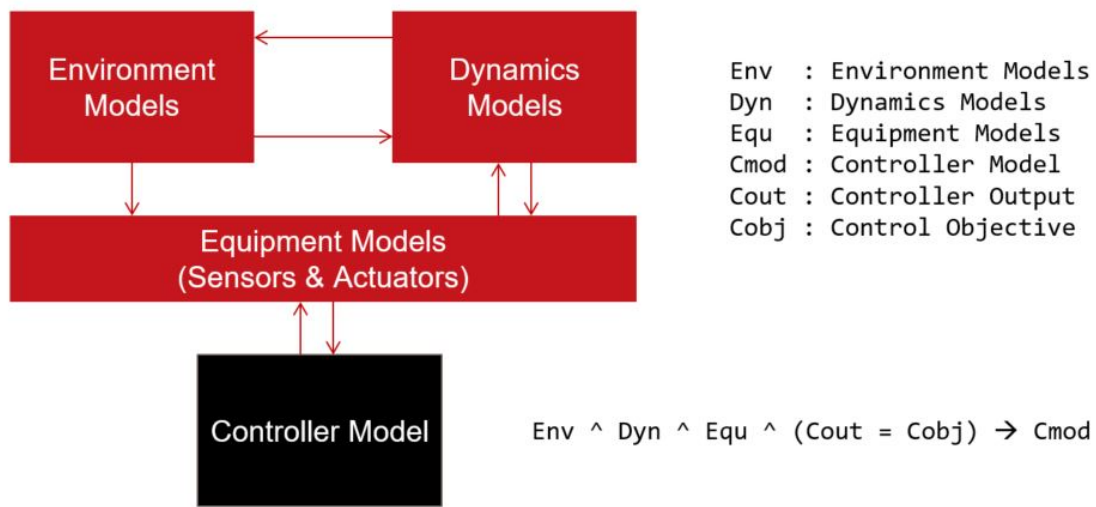 Environment
Models
Dynamics
Models
Equipment Models
(Sensors & Actuators)
Controller Model
Env  : Environment Models
Dyn  : Dynamics Models
Equ  : Equipment Models
Cmod : Controller Model
Cout : Controller Output
Cobj : Control Objective
Env ^ Dyn ^ Equ ^ (Cout = Cobj) → Cmod